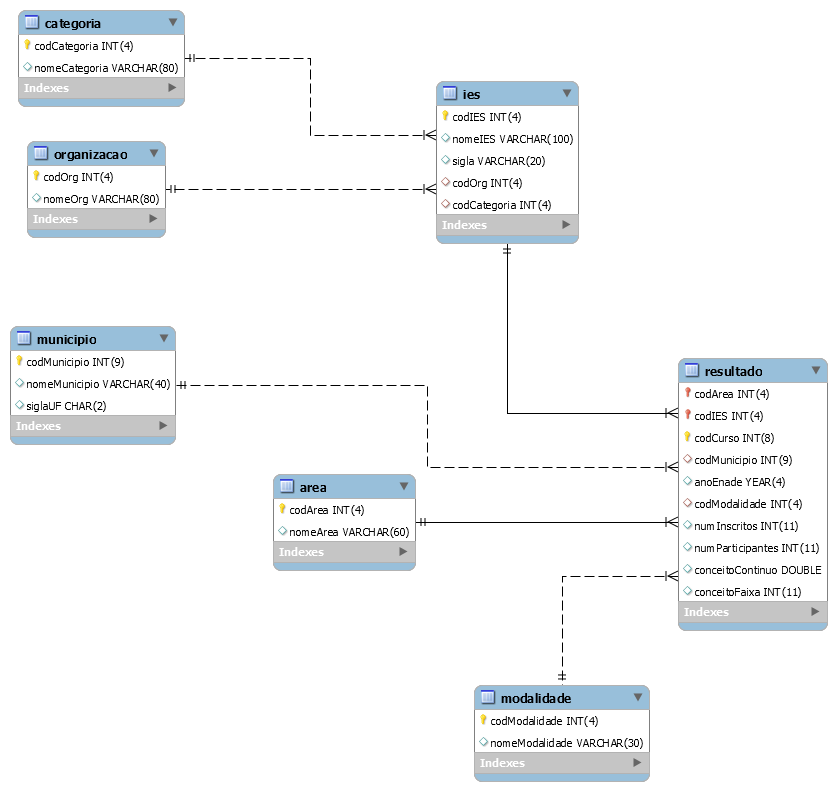 categoria
codCategoria INT(4)
nomeCategoria VARCHAR(80)
Indexes
organizacao
codOrg INT(4)
nomeOrg VARCHAR(80)
Indexes
ies
codIES INT(4)
nomeIES VARCHAR(100)
sigla VARCHAR(20)
codOrg INT(4)
codCategoria INT(4)
Indexes
municipio
codMunicipio INT(9)
nomeMunicipio VARCHAR(40)
siglaUF CHAR(2)
Indexes
area
codArea INT(4)
nomeArea VARCHAR(60)
Indexes
resultado
codArea INT(4)
codIES INT(4)
codCurso INT(8)
codMunicipio INT(9)
anoEnade YEAR(4)
codModalidade INT(4)
numInscritos INT(11)
numParticipantes INT(11)
conceitoContinuo DOUBLE
conceitoFaixa INT(11)
Indexes
modalidade
codModalidade INT(4)
nomeModalidade VARCHAR(30)
Indexes